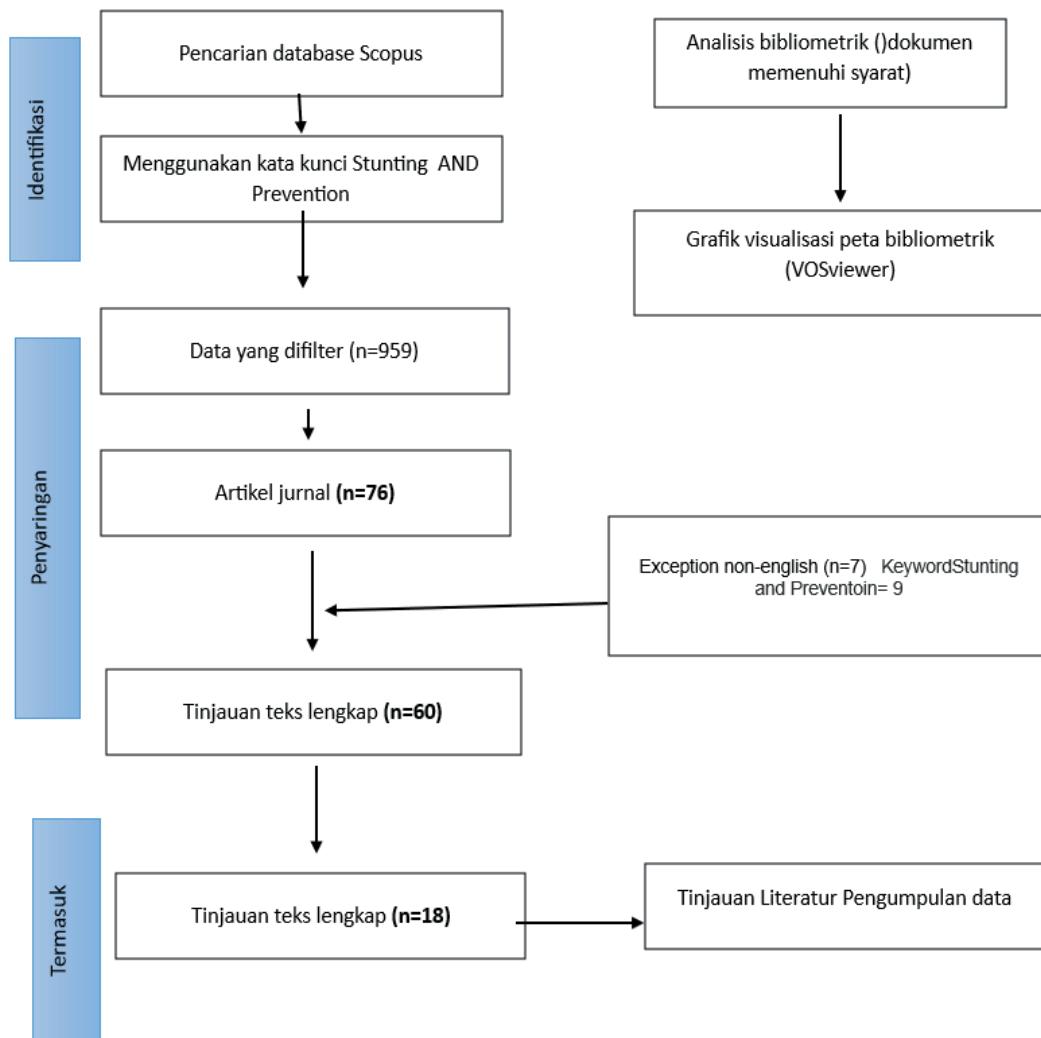 Identifikasi
Pencarian database Scopus
Menggunakan kata kunci Stunting AND
Prevention
Analisis bibliometrik ()dokumen
memenuhi syarat)
Grafik visualisasi peta bibliometrik
(VOSviewer)
Penyaringan
Data yang difilter (n=959)
Artikel jurnal (n=76)
Exception non-english (n=7) KeywordStunting
and Preventoin= 9
Tinjauan teks lengkap (n=60)
Termasuk
Tinjauan teks lengkap (n=18)
Tinjauan Literatur Pengumpulan data